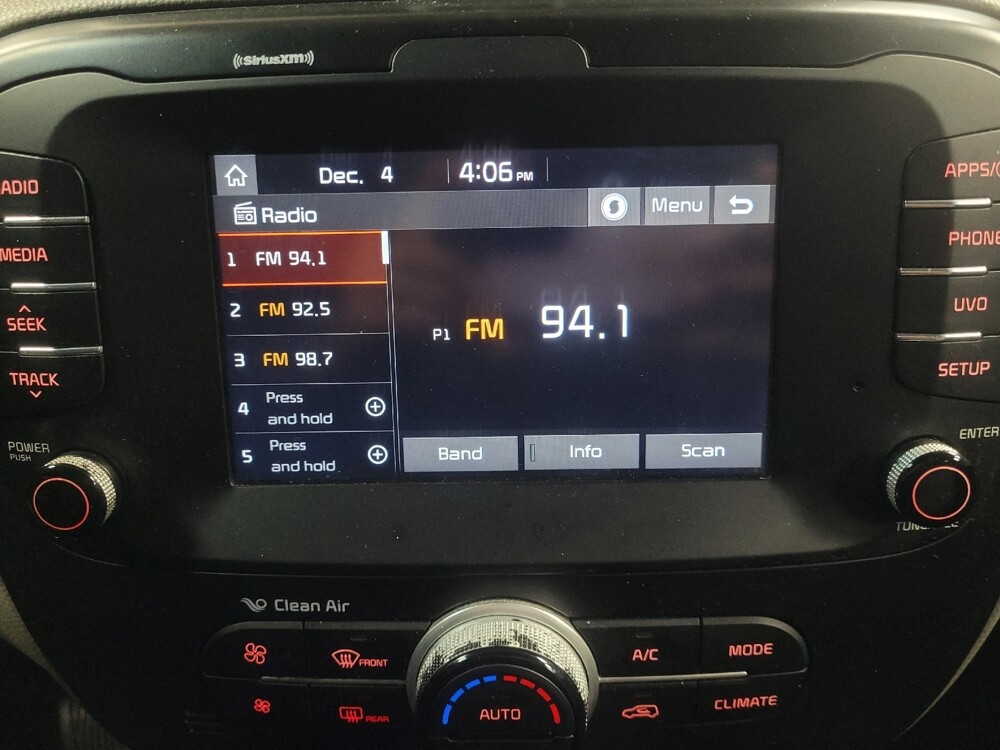 ((SiriusXM))
Dec. 4 4:06 PM
Radio
Menu
1 FM 94.1
2 FM 92.5
3 FM 98.7
4 Press
and hold
5 Press
and hold
P1 FM 94.1
Band
Info
Scan
ADIO
MEDIA
SEEK
TRACK
POWER
PUSH
APPS/
PHONE
UVO
SETUP
ENTER
Clean Air
FRONT
REAR
AUTO
A/C
MODE
CLIMATE